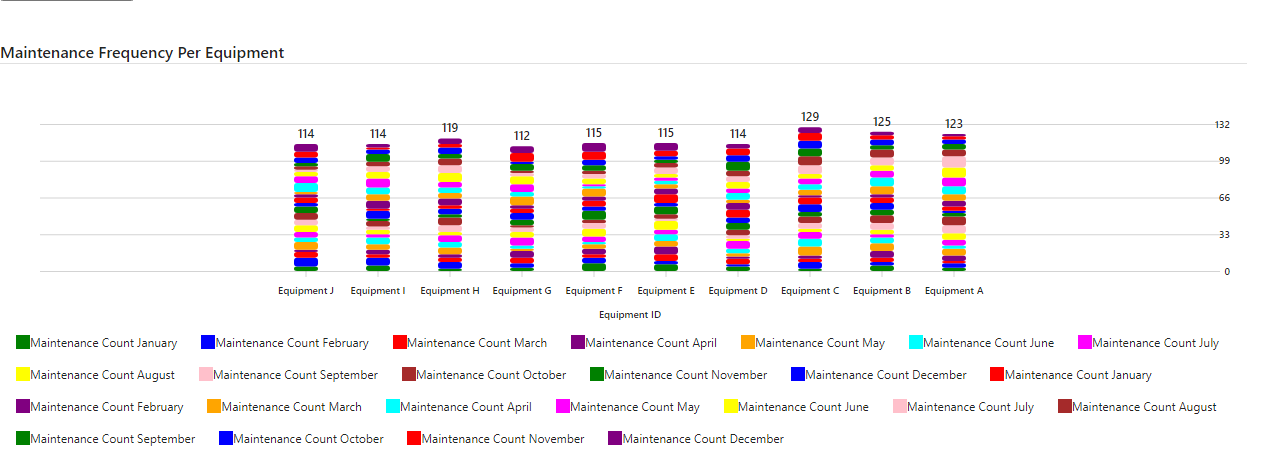 Maintenance Frequency Per Equipment
114 114 119 112 115 115 114 129 125 123
132
99
66
33
0
Equipment J Equipment I Equipment H Equipment G Equipment F Equipment E Equipment D Equipment C Equipment B Equipment A
Equipment ID
Maintenance Count January Maintenance Count February Maintenance Count March Maintenance Count April Maintenance Count May Maintenance Count June Maintenance Count July
Maintenance Count August Maintenance Count September Maintenance Count October Maintenance Count November Maintenance Count December Maintenance Count January
Maintenance Count February Maintenance Count March Maintenance Count April Maintenance Count May Maintenance Count June Maintenance Count July Maintenance Count August
Maintenance Count September Maintenance Count October Maintenance Count November Maintenance Count December